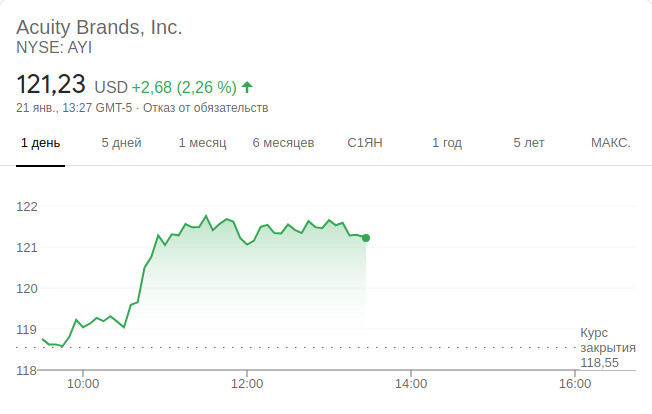 Acuity Brands, Inc.
NYSE: AYI
121,23 USD +2,68 (2,26 %)
21 янв., 13:27 GMT-5 · Отказ от обязательств
1 день 5 дней 1 месяц 6 месяцев С1ЯН 1 год 5 лет МАКС.
122
121
120
119
Курс
закрытия
118,55
118
10:00 12:00 14:00 16:00